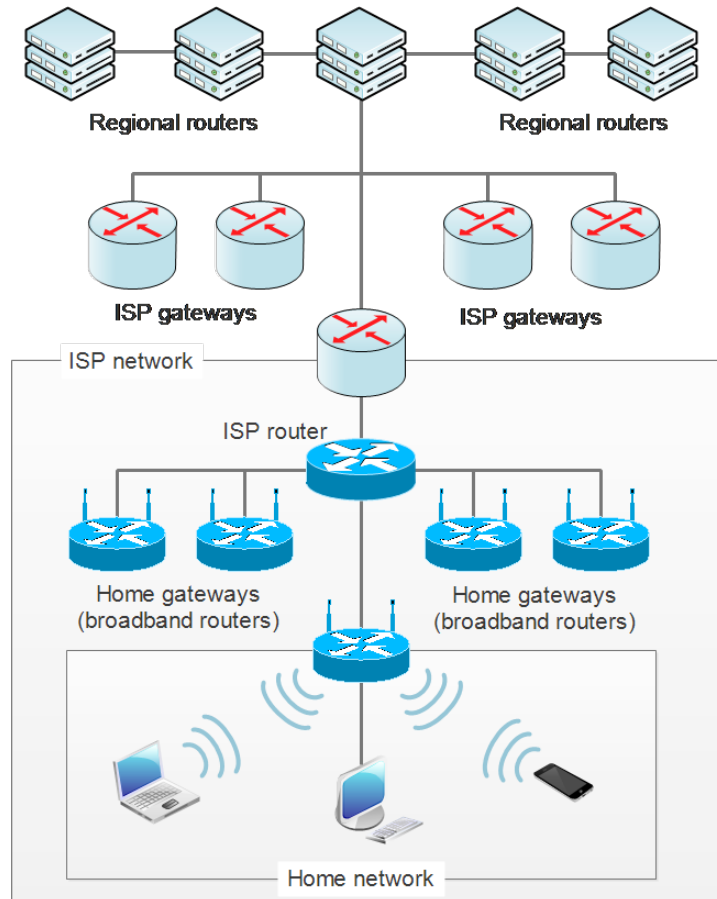 Regional routers
Regional routers
ISP gateways
ISP gateways
ISP network
ISP router
Home gateways
(broadband routers)
Home gateways
(broadband routers)
Home network